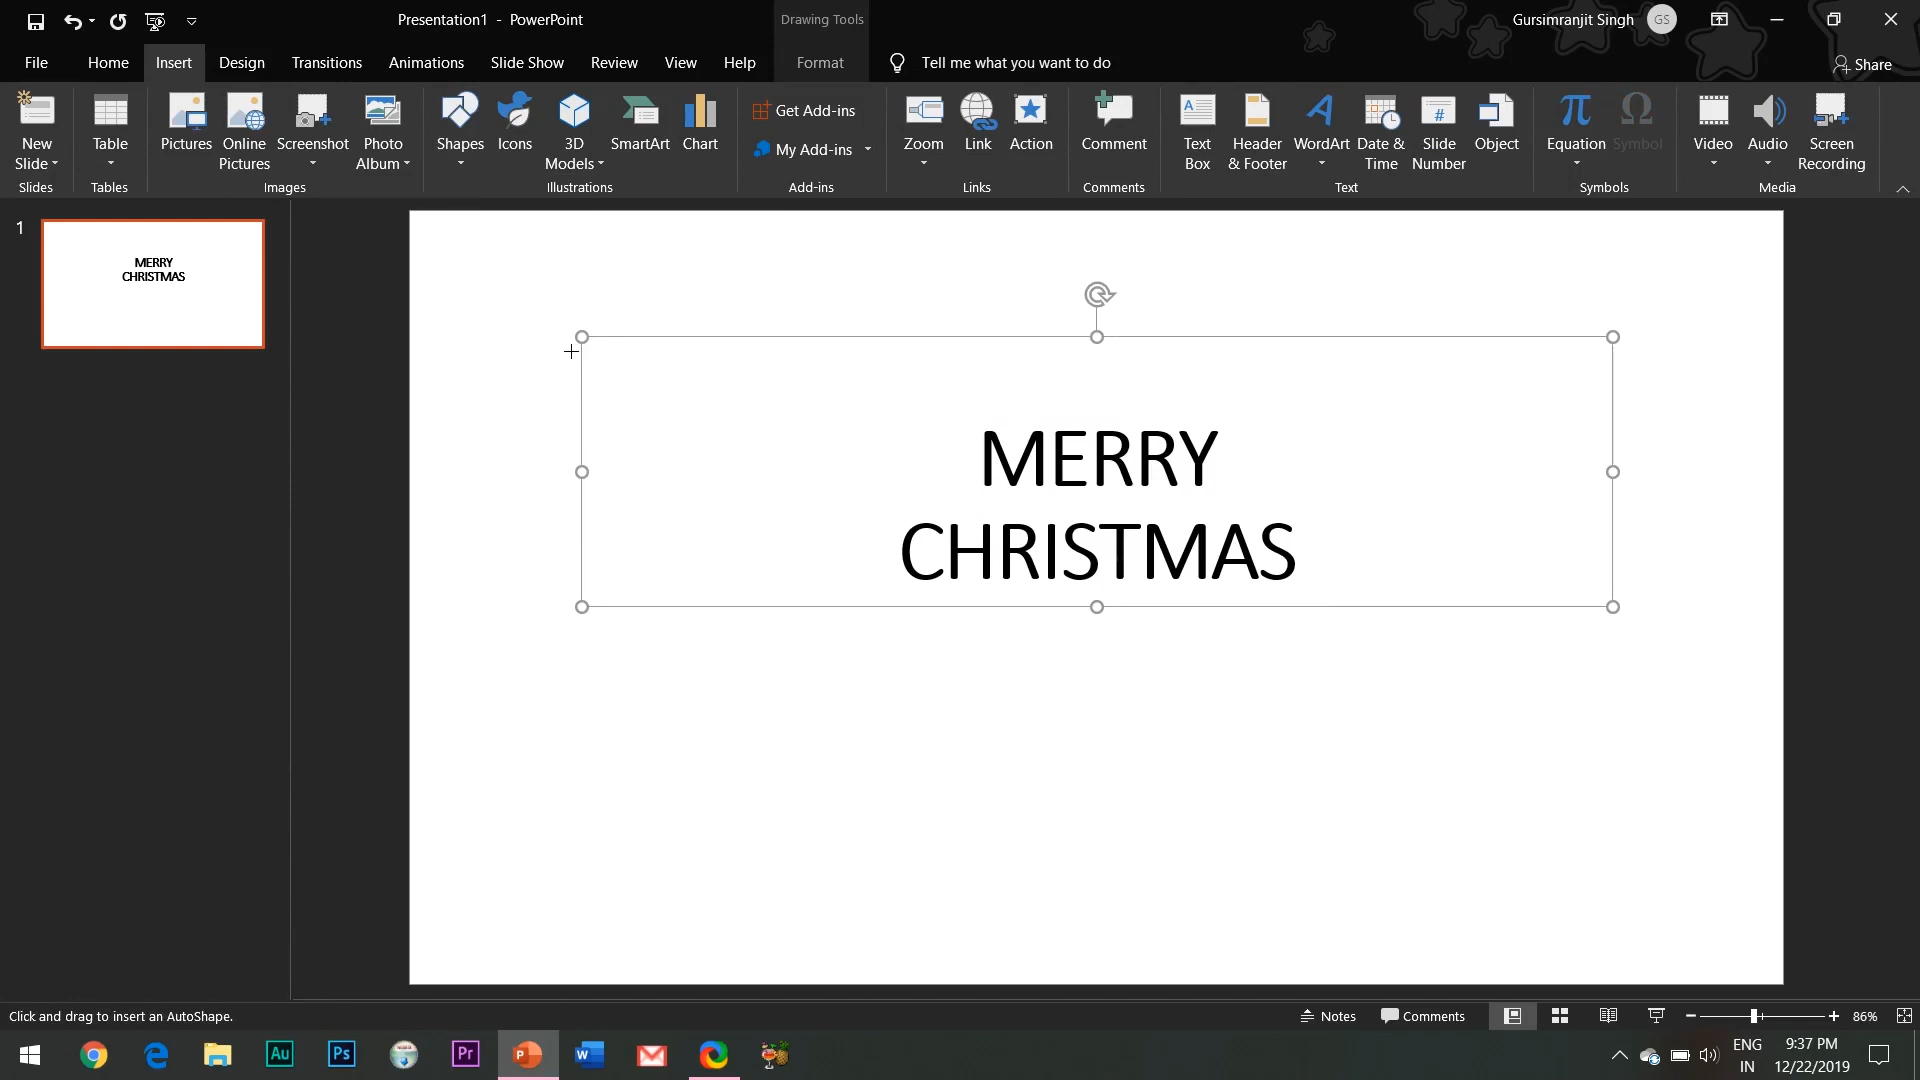 Presentation1 - PowerPoint
Drawing Tools
Gursimranjit Singh
GS
File
Home
Insert
Design
Transitions
Animations
Slide Show
Review
View
Help
Format
Tell me what you want to do
Share
New Slide
Table
Pictures
Online Pictures
Screenshot
Photo Album
Shapes
Icons
3D Models
SmartArt
Chart
Get Add-ins
My Add-ins
Zoom
Link
Action
Comment
Text Box
Header & Footer
WordArt
Date & Time
Slide Number
Object
Equation
Symbol
Video
Audio
Screen Recording
Slides
Tables
Images
Illustrations
Add-ins
Links
Comments
Text
Symbols
Media
1
MERRY
CHRISTMAS
MERRY
CHRISTMAS
Click and drag to insert an AutoShape.
Notes
Comments
86%
Au
Ps
Pr
P
W
ENG
IN
9:37 PM
12/22/2019